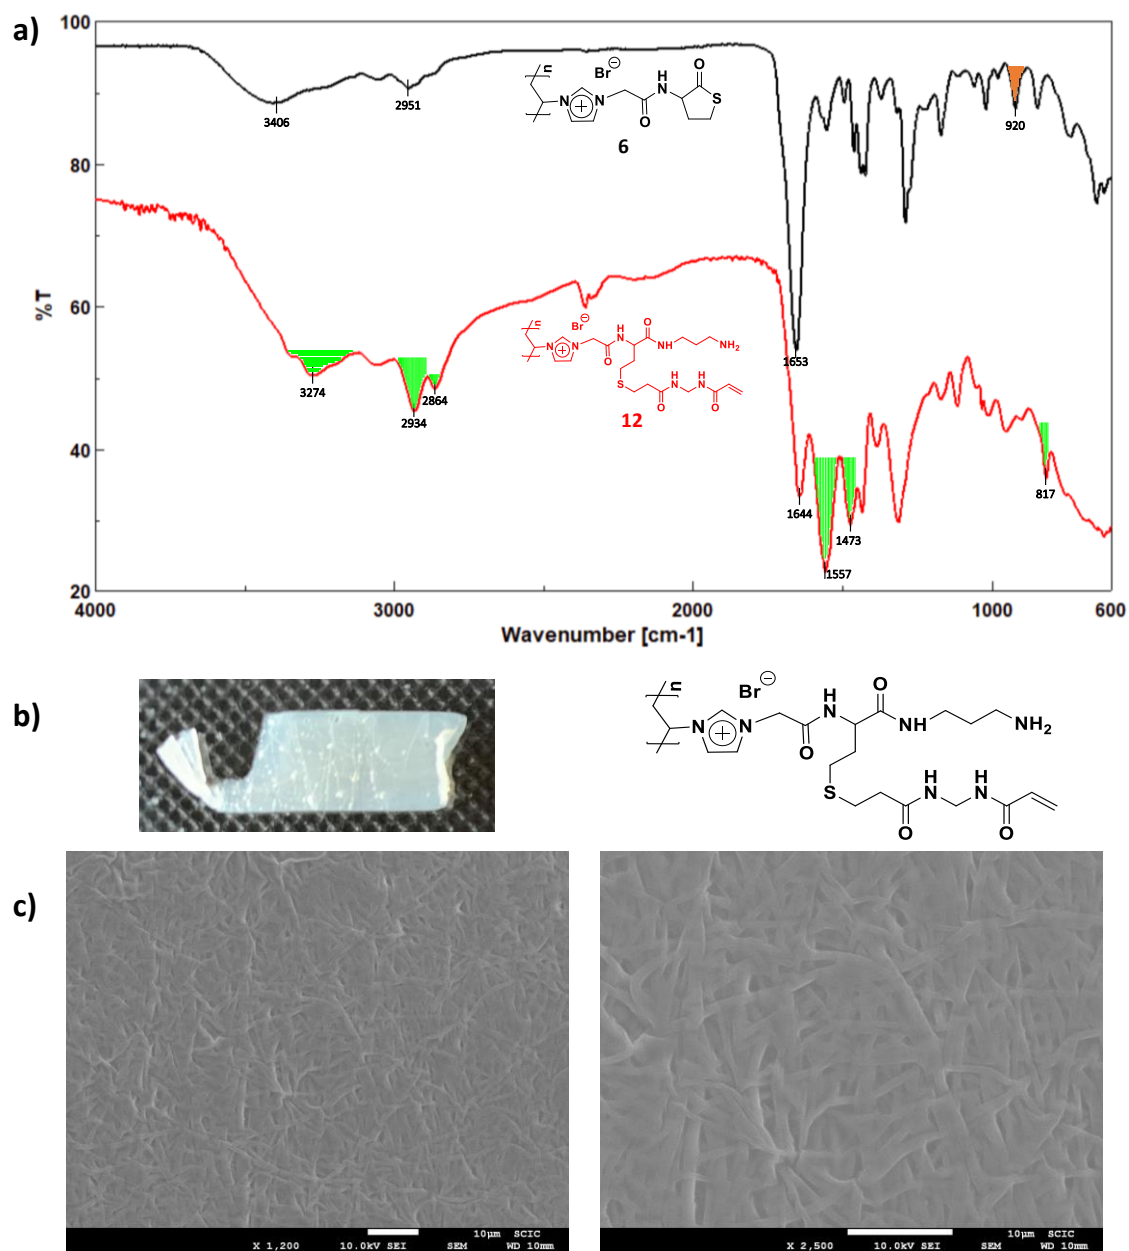 a)
100
80
60
40
20
%T
4000
3000
2000
1000
600
Wavenumber [cm-1]
3406
2951
1653
920
n
Br⊖
N
⊕
N
O
H
N
O
S
6
3274
2934
2864
1644
1557
1473
817
n
Br⊖
N
⊕
N
O
H
N
O
NH
NH₂
S
O
H
N
H
N
O
12
b)
n
Br⊖
N
⊕
N
O
H
N
O
NH
NH₂
S
O
H
N
H
N
O
c)
10µm SCIC
X 1,200 10.0kV SEI SEM WD 10mm
10µm SCIC
X 2,500 10.0kV SEI SEM WD 10mm